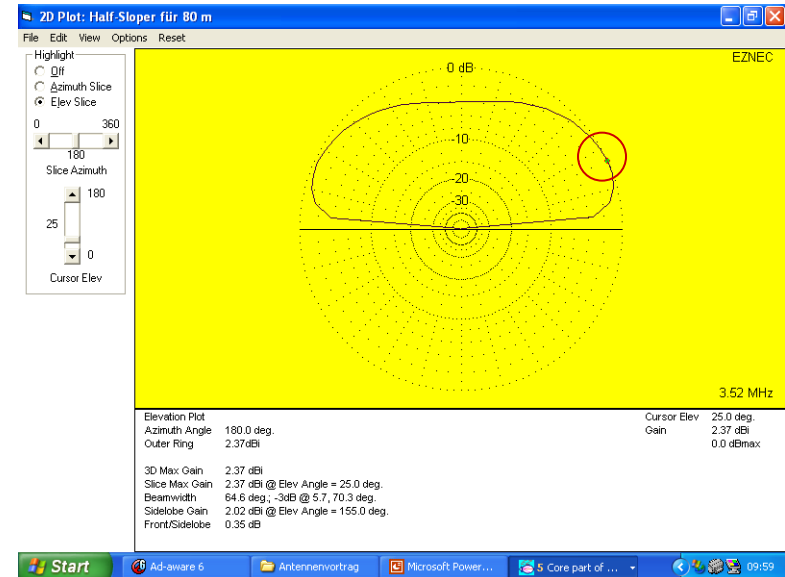 2D Plot: Half-Sloper für 80 m
File Edit View Options Reset
Highlight
Off
Azimuth Slice
Elev Slice
0 360
180
Slice Azimuth
180
25
0
Cursor Elev
EZNEC
0 dB
-10
-20
-30
3.52 MHz
Elevation Plot
Azimuth Angle 180.0 deg.
Outer Ring 2.37dBi
Cursor Elev 25.0 deg.
Gain 2.37 dBi
0.0 dBmax
3D Max Gain 2.37 dBi
Slice Max Gain 2.37 dBi @ Elev Angle = 25.0 deg.
Beamwidth 64.6 deg.; -3dB @ 5.7, 70.3 deg.
Sidelobe Gain 2.02 dBi @ Elev Angle = 155.0 deg.
Front/Sidelobe 0.35 dB
Start Ad-aware 6 Antennenvortrag Microsoft Power... 5 Core part of ... 09:59